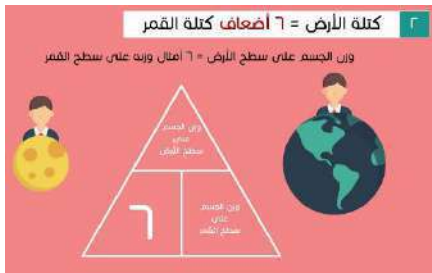 ٢
كتلة الأرض = ٦ أضعاف كتلة القمر
وزن الجسم على سطح الأرض = ٦ أمثال وزنه على سطح القمر
وزن الجسم
على
سطح الأرض
وزن الجسم
على
سطح القمر
٦